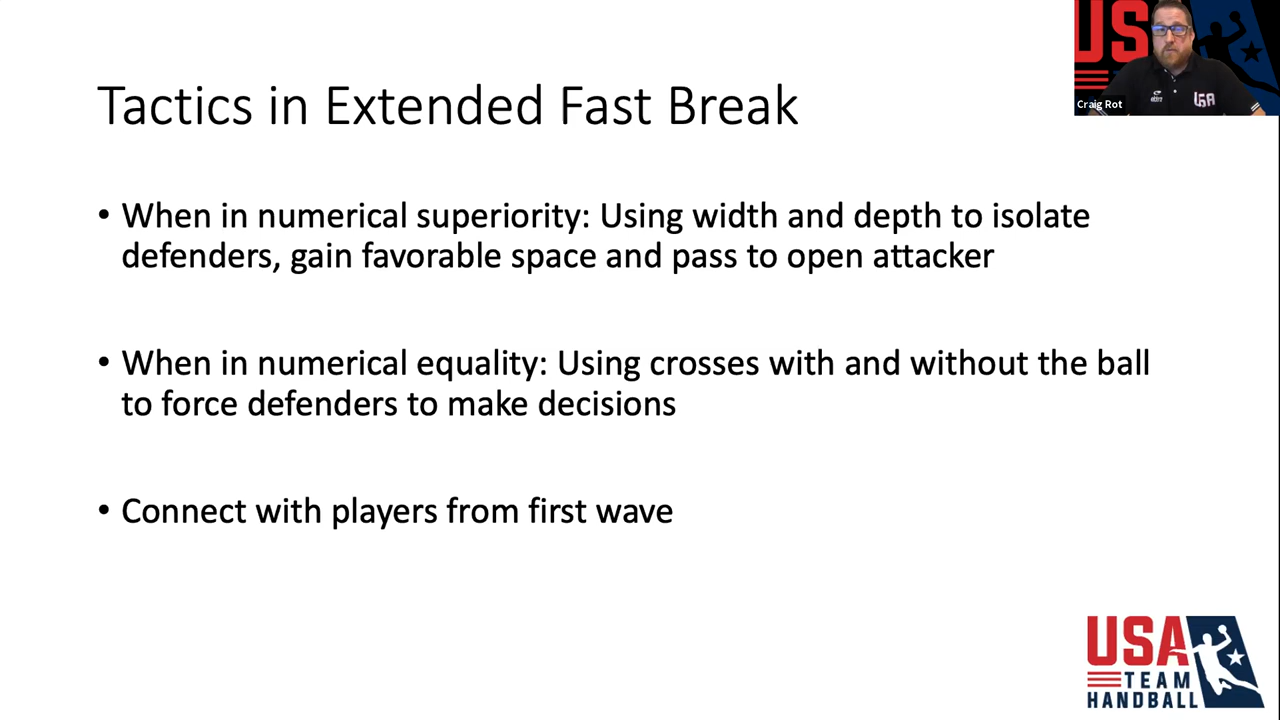 USA
Craig Rot
USA
Tactics in Extended Fast Break
• When in numerical superiority: Using width and depth to isolate
defenders, gain favorable space and pass to open attacker
• When in numerical equality: Using crosses with and without the ball
to force defenders to make decisions
• Connect with players from first wave
USA
TEAM
HANDBALL